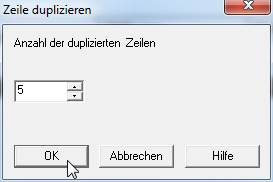 Zeile duplizieren
Anzahl der duplizierten Zeilen
5
OK
Abbrechen
Hilfe